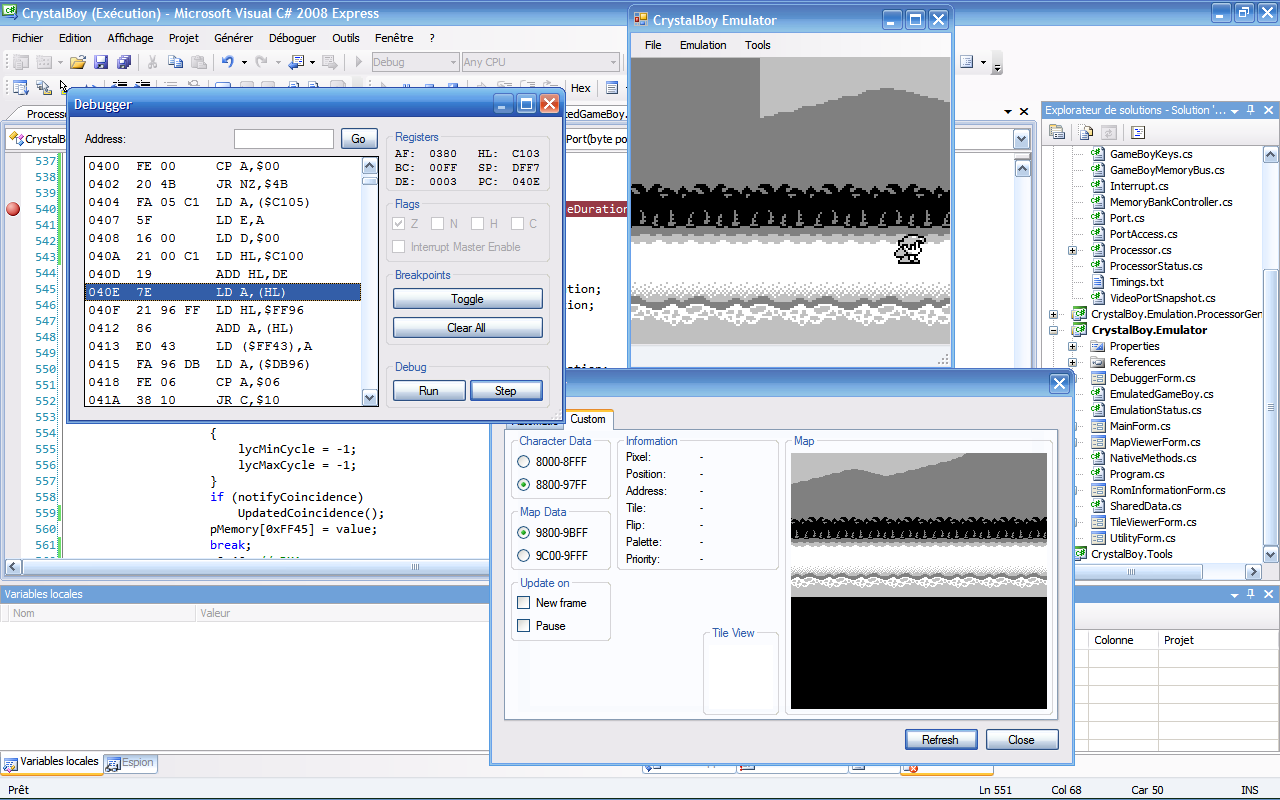 CrystalBoy (Exécution) - Microsoft Visual C# 2008 Express
Fichier Edition Affichage Projet Générer Déboguer Outils Fenêtre ?
Debug Any CPU
Hex
CrystalBoy Emulator
File Emulation Tools
Debugger
Address: Go
0400 FE 00 CP A,$00
0402 20 4B JR NZ,$4B
0404 FA 05 C1 LD A,($C105)
0407 5F LD E,A
0408 16 00 LD D,$00
040A 21 00 C1 LD HL,$C100
040D 19 ADD HL,DE
040E 7E LD A,(HL)
040F 21 96 FF LD HL,$FF96
0412 86 ADD A,(HL)
0413 E0 43 LD ($FF43),A
0415 FA 96 DB LD A,($DB96)
0418 FE 06 CP A,$06
041A 38 10 JR C,$10
Registers
AF: 0380 HL: C103
BC: 00FF SP: DFF7
DE: 0003 PC: 040E
Flags
Z N H C
Interrupt Master Enable
Breakpoints
Toggle
Clear All
Debug
Run Step
537
538
539
540
541
542
543
544
545
546
547
548
549
550
551
552
553
554 {
555 lycMinCycle = -1;
556 lycMaxCycle = -1;
557 }
558 if (notifyCoincidence)
559 UpdatedCoincidence();
560 pMemory[0xFF45] = value;
561 break;
Explorateur de solutions - Solution '...
GameBoyKeys.cs
GameBoyMemoryBus.cs
Interrupt.cs
MemoryBankController.cs
Port.cs
PortAccess.cs
Processor.cs
ProcessorStatus.cs
Timings.txt
VideoPortSnapshot.cs
CrystalBoy.Emulation.ProcessorGer
CrystalBoy.Emulator
Properties
References
DebuggerForm.cs
EmulatedGameBoy.cs
EmulationStatus.cs
MainForm.cs
MapViewerForm.cs
NativeMethods.cs
Program.cs
RomInformationForm.cs
SharedData.cs
TileViewerForm.cs
UtilityForm.cs
CrystalBoy.Tools
Custom
Character Data
8000-8FFF
8800-97FF
Map Data
9800-9BFF
9C00-9FFF
Update on
New frame
Pause
Information
Pixel: -
Position: -
Address: -
Tile: -
Flip: -
Palette: -
Priority: -
Tile View
Map
Refresh Close
Variables locales
Nom Valeur
Colonne Projet
Variables locales Espion
Prêt Ln 551 Col 68 Car 50 INS